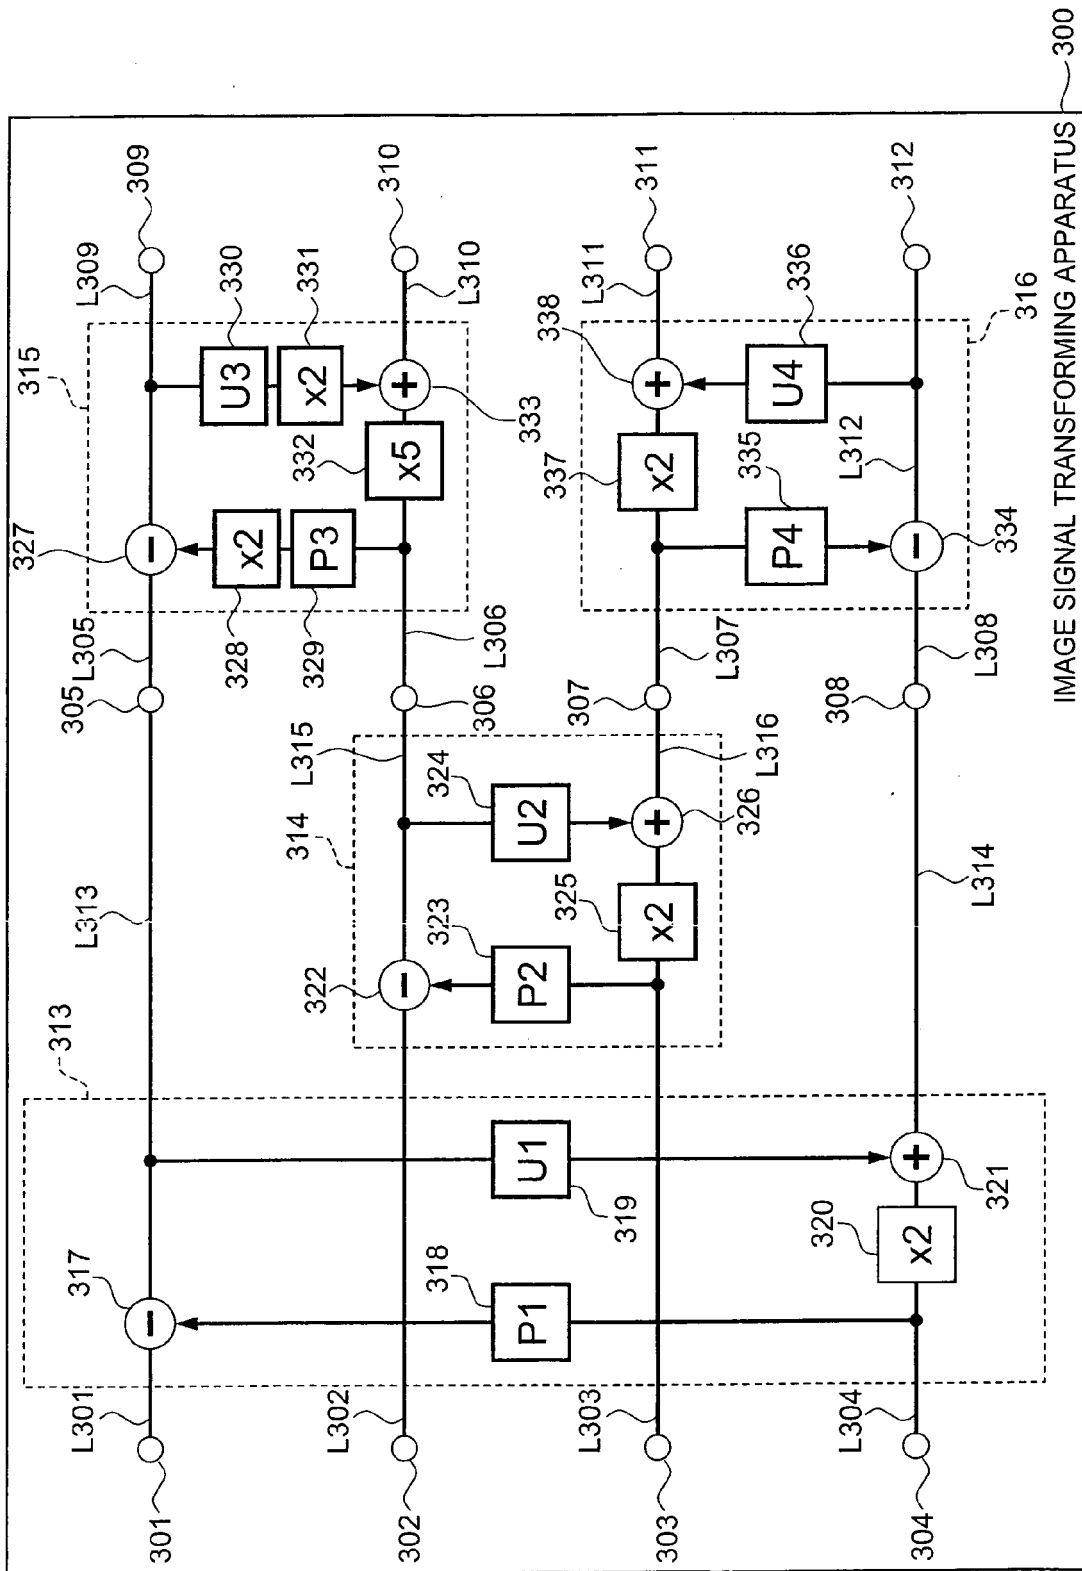 301
L301
317
313
L313
305
L305
327
315
L309
309
−
x2
328
P3
329
U3
330
x2
331
302
L302
322
−
314
L315
306
L306
x5
332
+
333
L310
310
P1
318
U1
319
P2
323
U2
324
303
L303
x2
325
+
326
L316
307
L307
x2
337
+
338
L311
311
P4
335
U4
336
304
L304
x2
320
+
321
L314
308
L308
−
334
L312
312
316
−
IMAGE SIGNAL TRANSFORMING APPARATUS
300